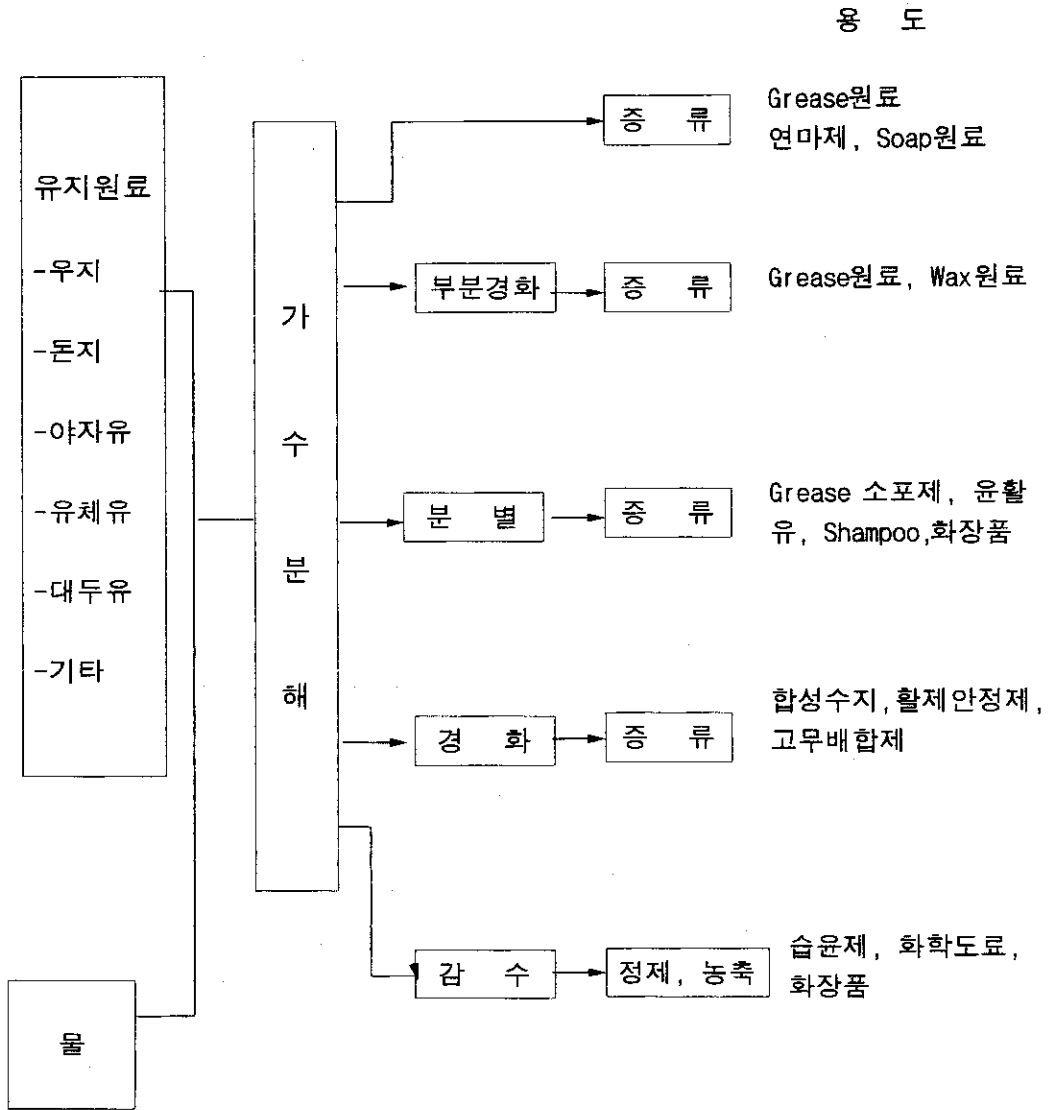 용 도
유지원료
-우지
-돈지
-야자유
-유체유
-대두유
-기타
물
가
수
분
해
증 류
Grease원료
연마제, Soap원료
부분경화
증 류
Grease원료, Wax원료
분 별
증 류
Grease 소포제, 윤활
유, Shampoo,화장품
경 화
증 류
합성수지,활제안정제,
고무배합제
감 수
정제, 농축
습윤제, 화학도료,
화장품